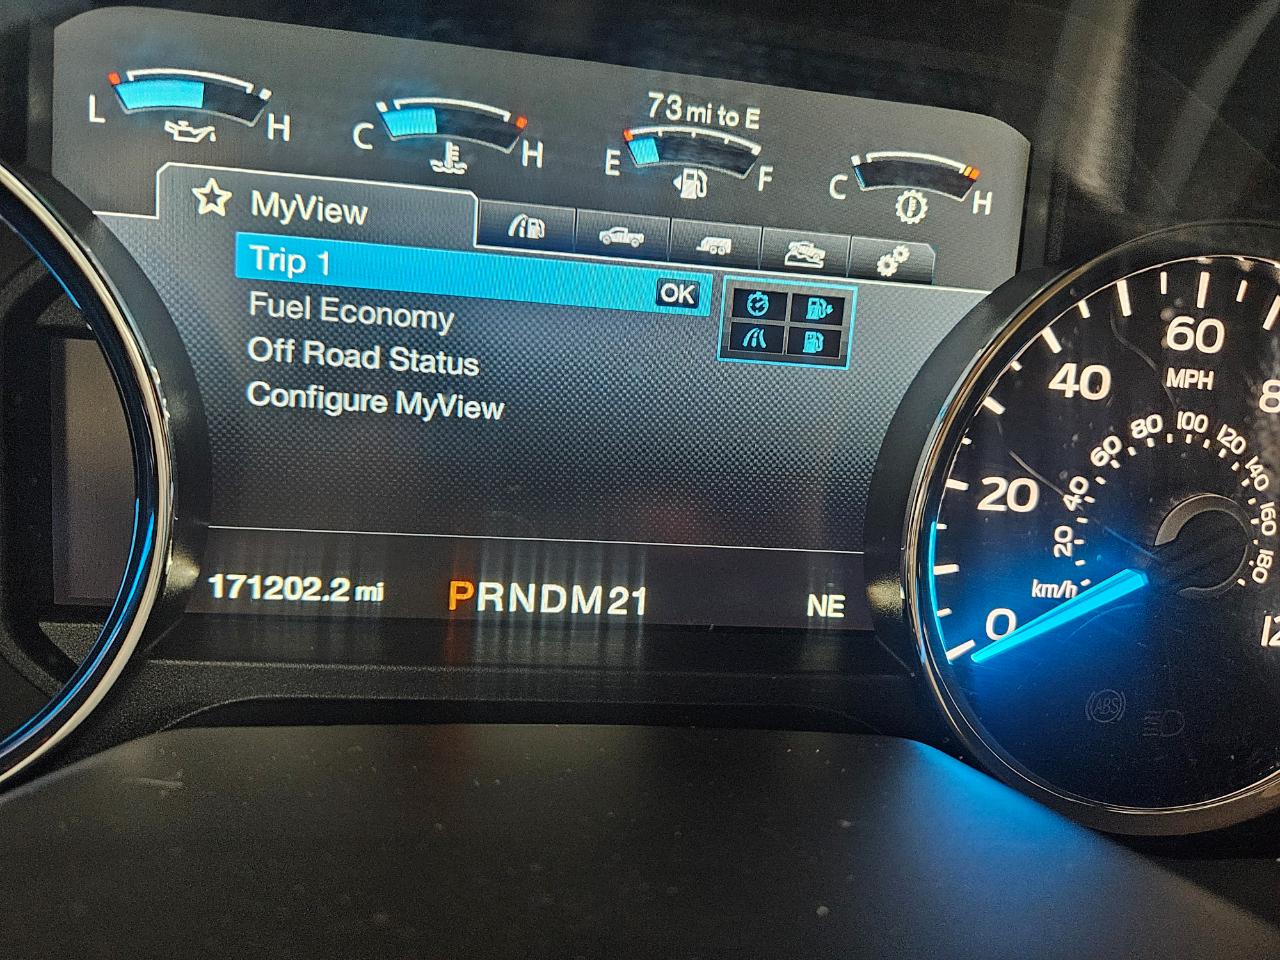 73 mi to E
L H
C H
E F
C H
MyView
Trip 1 OK
Fuel Economy
Off Road Status
Configure MyView
171202.2 mi
PRNDM21
NE
0 20 40 60
MPH
km/h 20 40 60 80 100 120 140 160 180
ABS